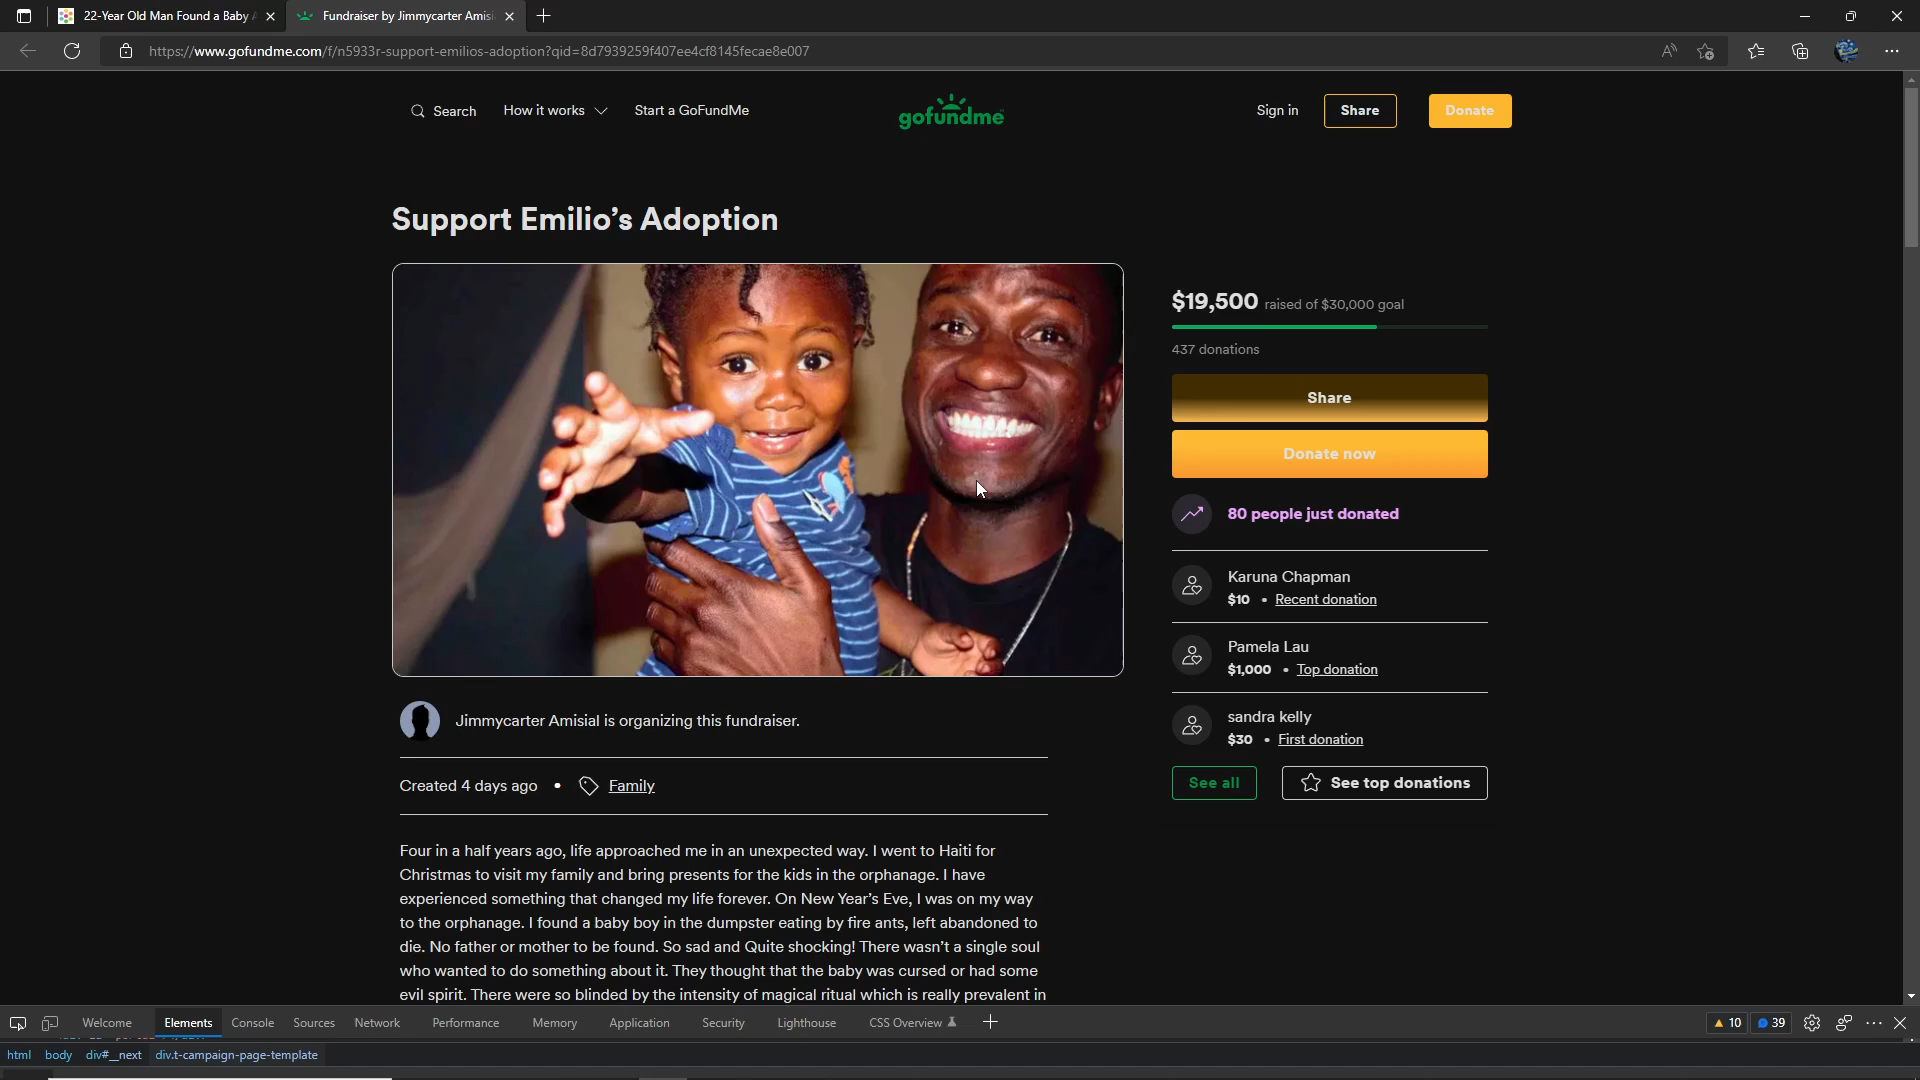 22-Year Old Man Found a Baby
Fundraiser by Jimmycarter Amisi
https://www.gofundme.com/f/n5933r-support-emilios-adoption?qid=8d7939259f407ee4cf8145fecae8e007
Search How it works Start a GoFundMe
gofundme
Sign in Share Donate
Support Emilio’s Adoption
$19,500 raised of $30,000 goal
437 donations
Share
Donate now
80 people just donated
Karuna Chapman
$10 • Recent donation
Pamela Lau
$1,000 • Top donation
sandra kelly
$30 • First donation
See all See top donations
Jimmycarter Amisial is organizing this fundraiser.
Created 4 days ago • Family
Four in a half years ago, life approached me in an unexpected way. I went to Haiti for
Christmas to visit my family and bring presents for the kids in the orphanage. I have
experienced something that changed my life forever. On New Year’s Eve, I was on my way
to the orphanage. I found a baby boy in the dumpster eating by fire ants, left abandoned to
die. No father or mother to be found. So sad and Quite shocking! There wasn’t a single soul
who wanted to do something about it. They thought that the baby was cursed or had some
evil spirit. There were so blinded by the intensity of magical ritual which is really prevalent in
Welcome Elements Console Sources Network Performance Memory Application Security Lighthouse CSS Overview 10 39
html body div#__next div.t-campaign-page-template